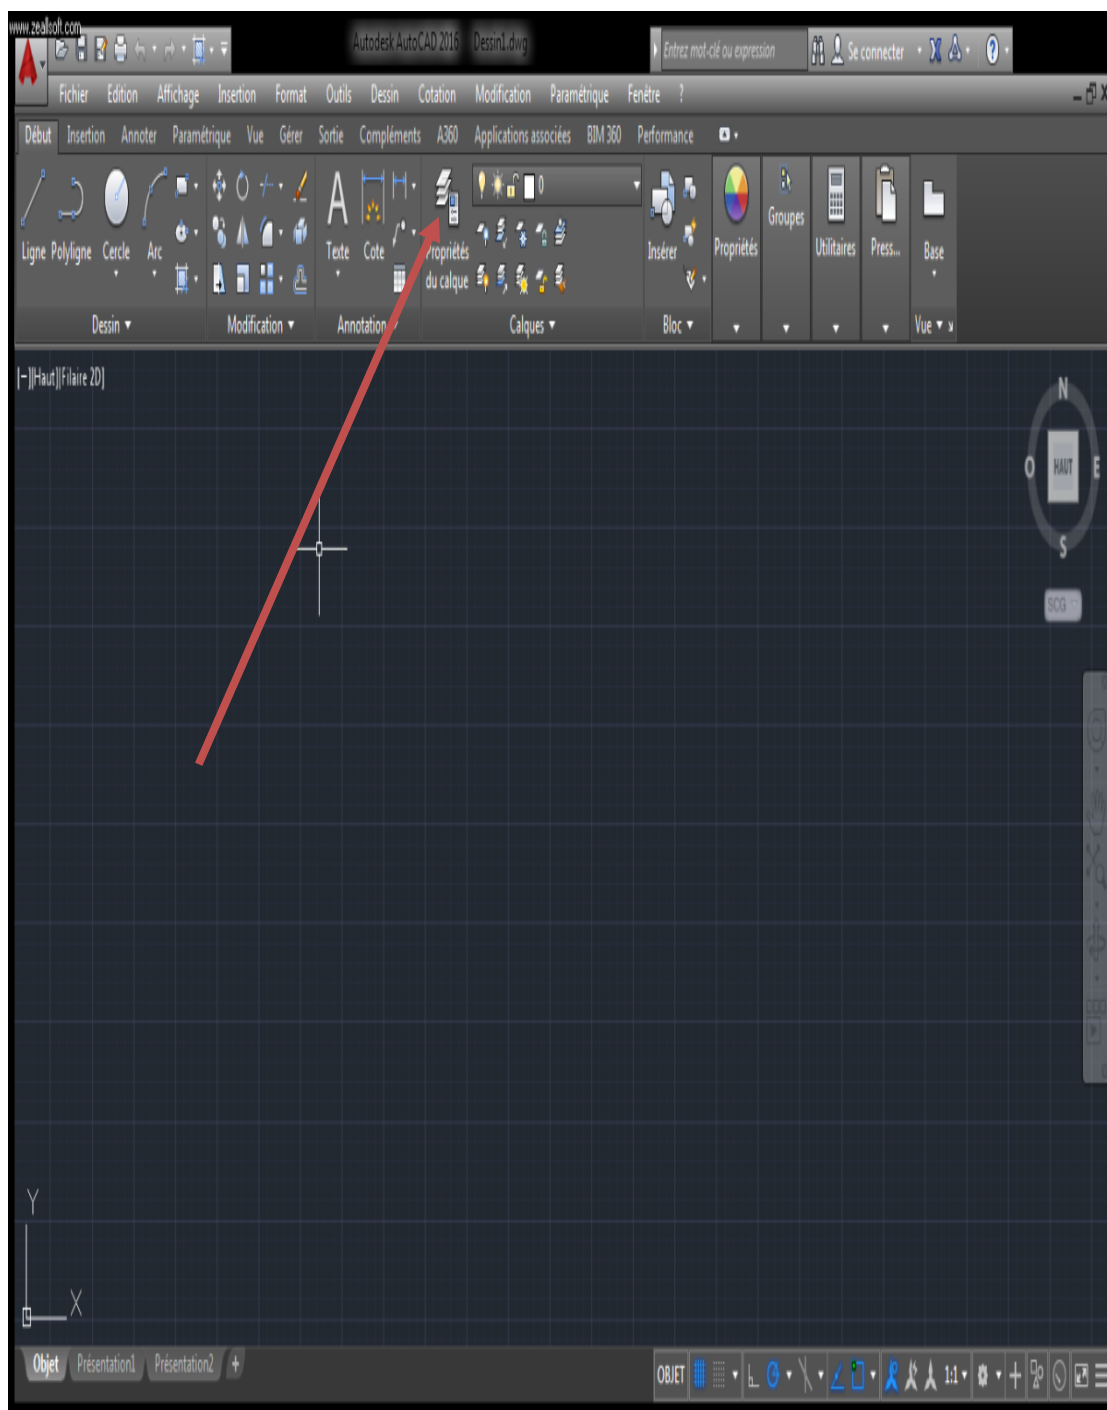 www.zeallsoft.com
Autodesk AutoCAD 2016 Dessin1.dwg
Entrez mot-clé ou expression
Se connecter
?
Fichier Edition Affichage Insertion Format Outils Dessin Cotation Modification Paramétrique Fenêtre ?
Début Insertion Annoter Paramétrique Vue Gérer Sortie Compléments A360 Applications associées BIM 360 Performance
0
Ligne Polyligne Cercle Arc
A
Texte Cote
Propriétés
du calque
Insérer
Propriétés
Groupes
Utilitaires
Press...
Base
Dessin
Modification
Annotation
Calques
Bloc
Vue
[−][Haut][Filaire 2D]
N
O
HAUT
E
S
SCG
Y
X
Objet Présentation1 Présentation2 +
OBJET
1:1